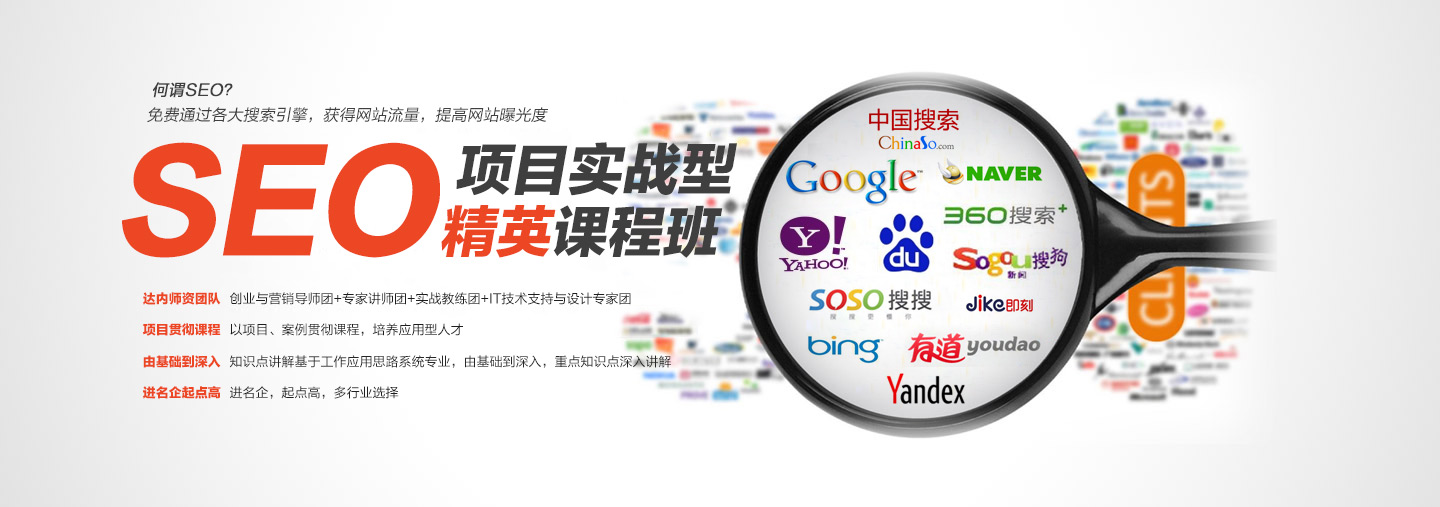 何谓SEO?
免费通过各大搜索引擎，获得网站流量，提高网站曝光度
SEO 项目实战型
精英课程班
达内师资团队 创业与营销导师团+专家讲师团+实战教练团+IT技术支持与设计专家团
项目贯彻课程 以项目、案例贯彻课程，培养应用型人才
由基础到深入 知识点讲解基于工作应用思路系统专业，由基础到深入，重点知识点深入讲解
进名企起点高 进名企，起点高，多行业选择
中国搜索
ChinaSo.com
Google™
NAVER
360搜索+
Y!
YAHOO!
du
Sogou搜狗
新闻
SOSO 搜搜
搜搜更懂你
Jike即刻
bing
有道 youdao
Yandex
CLIENTS